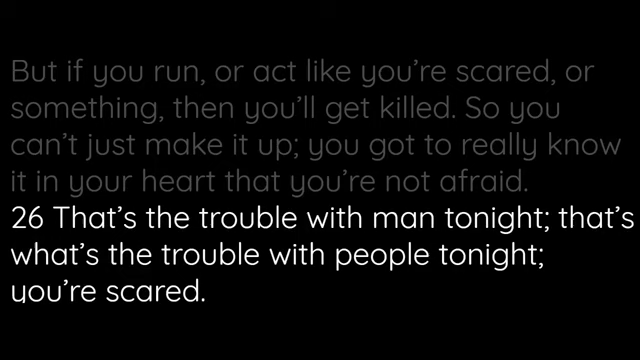 But if you run, or act like you’re scared, or
something, then you’ll get killed. So you
can’t just make it up; you got to really know
it in your heart that you’re not afraid.
26 That’s the trouble with man tonight; that’s
what’s the trouble with people tonight;
you’re scared.